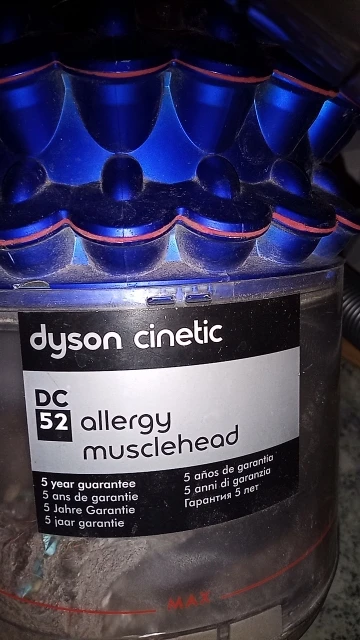 dyson cinetic
DC
52 allergy
musclehead
5 year guarantee
5 ans de garantie
5 Jahre Garantie
5 jaar garantie
5 años de garantia
5 anni di garanzia
Гарантия 5 лет
MAX